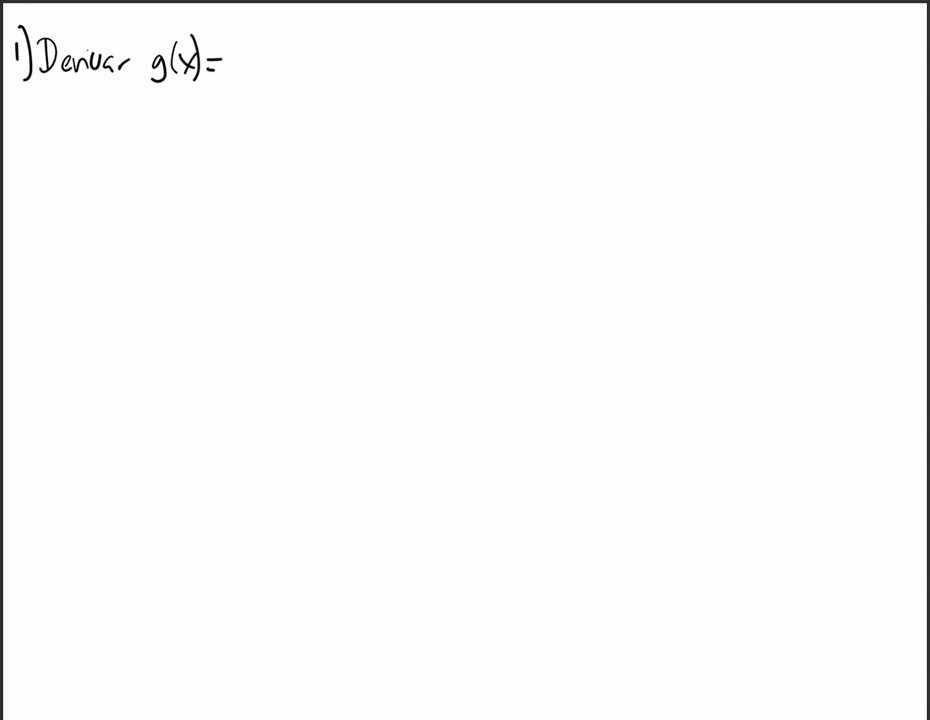 1) Derivar g(x)=